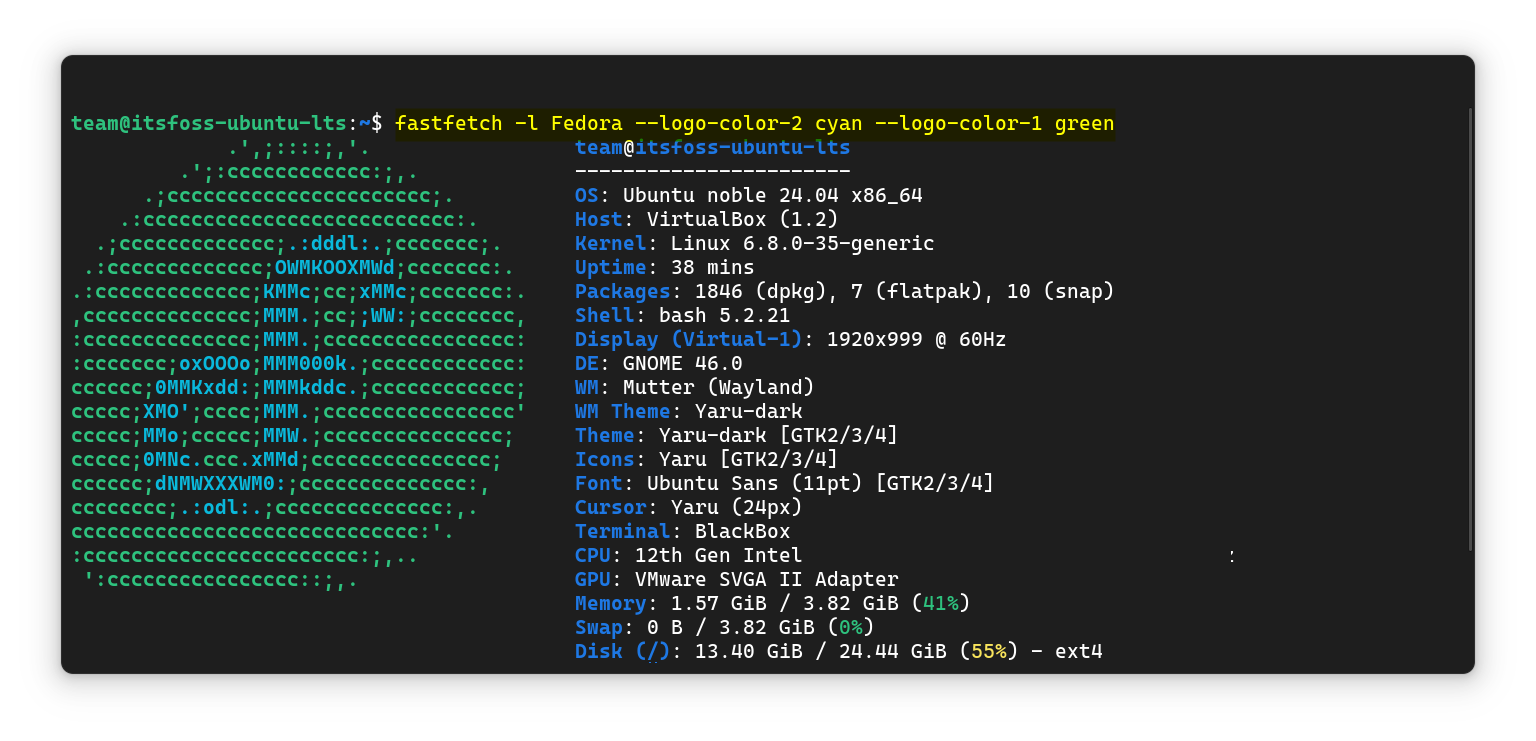 team@itsfoss-ubuntu-lts:~$ fastfetch -l Fedora --logo-color-2 cyan --logo-color-1 green
             .',;::::;,'.                 team@itsfoss-ubuntu-lts
         .';:cccccccccccc:;,.             -----------------------
      .;cccccccccccccccccccccc;.          OS: Ubuntu noble 24.04 x86_64
    .:cccccccccccccccccccccccccc:.        Host: VirtualBox (1.2)
  .;ccccccccccccc;.:dddl:.;ccccccc;.      Kernel: Linux 6.8.0-35-generic
 .:ccccccccccccc;OWMKOOXMWd;ccccccc:.     Uptime: 38 mins
.:ccccccccccccc;KMMc;cc;xMMc;ccccccc:.    Packages: 1846 (dpkg), 7 (flatpak), 10 (snap)
,cccccccccccccc;MMM.;cc;;WW:;cccccccc,    Shell: bash 5.2.21
:cccccccccccccc;MMM.;cccccccccccccccc:    Display (Virtual-1): 1920x999 @ 60Hz
:ccccccc;oxOOOo;MMM000k.;cccccccccccc:    DE: GNOME 46.0
cccccc;0MMKxdd:;MMMkddc.;cccccccccccc;    WM: Mutter (Wayland)
ccccc;XMO';cccc;MMM.;cccccccccccccccc'    WM Theme: Yaru-dark
ccccc;MMo;ccccc;MMW.;ccccccccccccccc;     Theme: Yaru-dark [GTK2/3/4]
ccccc;0MNc.ccc.xMMd;ccccccccccccccc;      Icons: Yaru [GTK2/3/4]
cccccc;dNMWXXXWM0:;cccccccccccccc:,       Font: Ubuntu Sans (11pt) [GTK2/3/4]
cccccccc;.:odl:.;cccccccccccccc:,.        Cursor: Yaru (24px)
ccccccccccccccccccccccccccccc:'.          Terminal: BlackBox
:ccccccccccccccccccccccc:;,..             CPU: 12th Gen Intel
 ':cccccccccccccccc::;,.                  GPU: VMware SVGA II Adapter
Memory: 1.57 GiB / 3.82 GiB (41%)
Swap: 0 B / 3.82 GiB (0%)
Disk (/): 13.40 GiB / 24.44 GiB (55%) - ext4